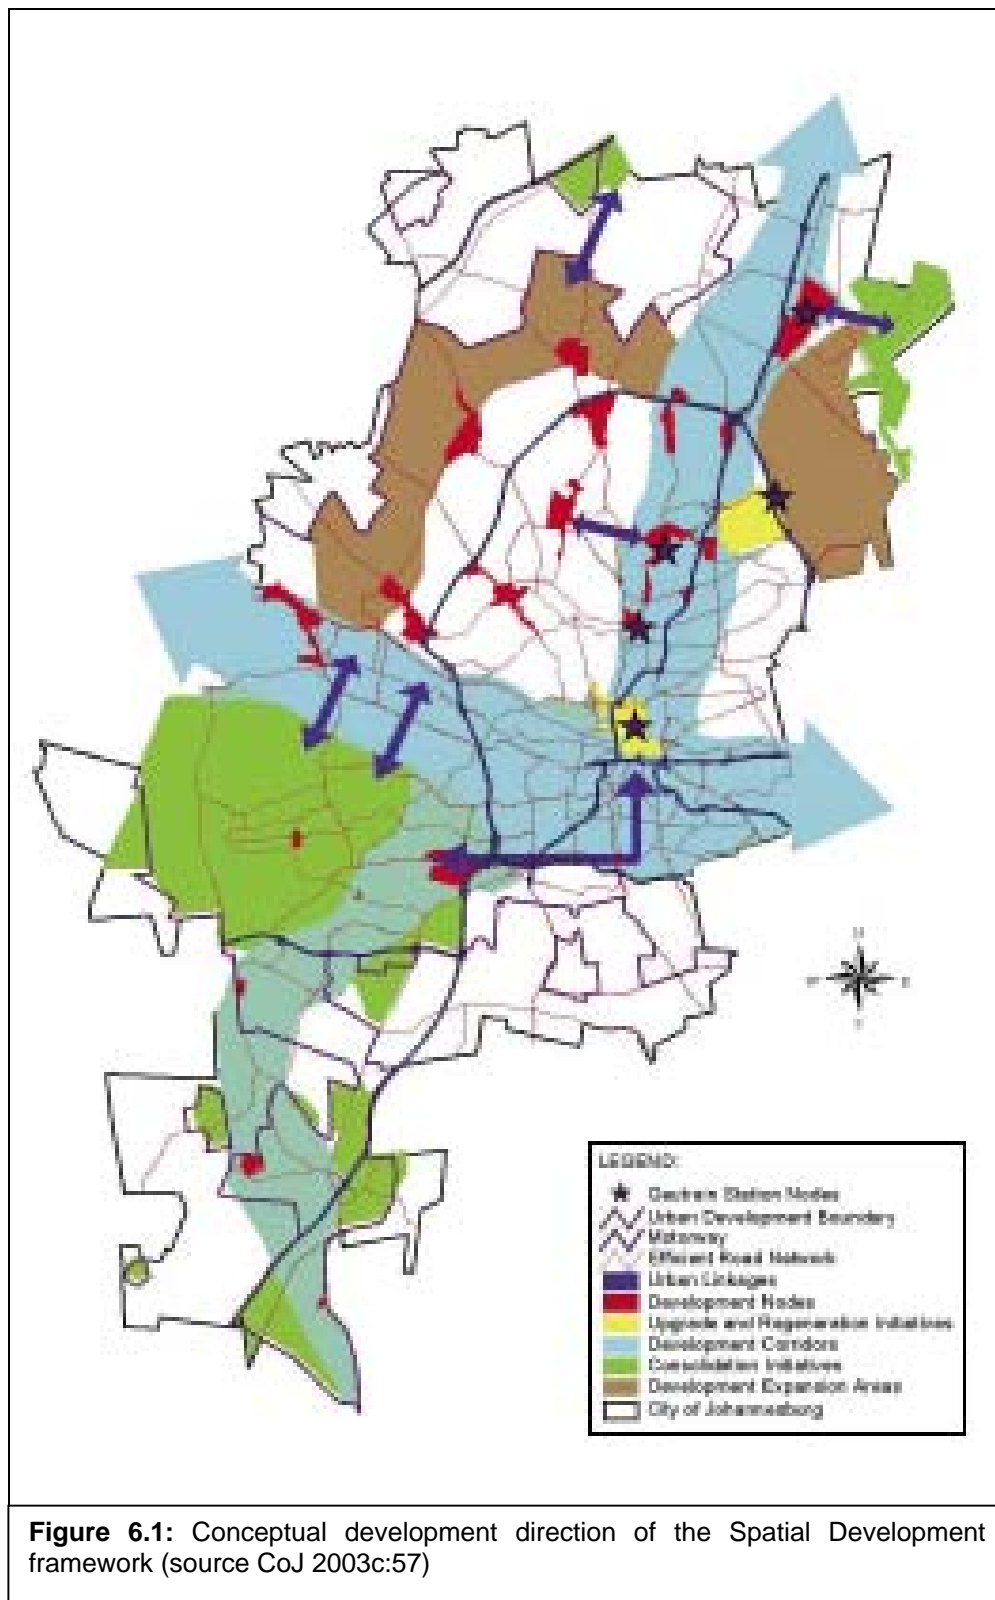 N
W
E
S
LEGEND:
Gautrain Station Nodes
Urban Development Boundary
Motorway
Efficient Road Network
Urban Linkages
Development Nodes
Upgrade and Regeneration Initiatives
Development Corridors
Consolidation Initiatives
Development Expansion Areas
City of Johannesburg
Figure 6.1: Conceptual development direction of the Spatial Development
framework (source CoJ 2003c:57)